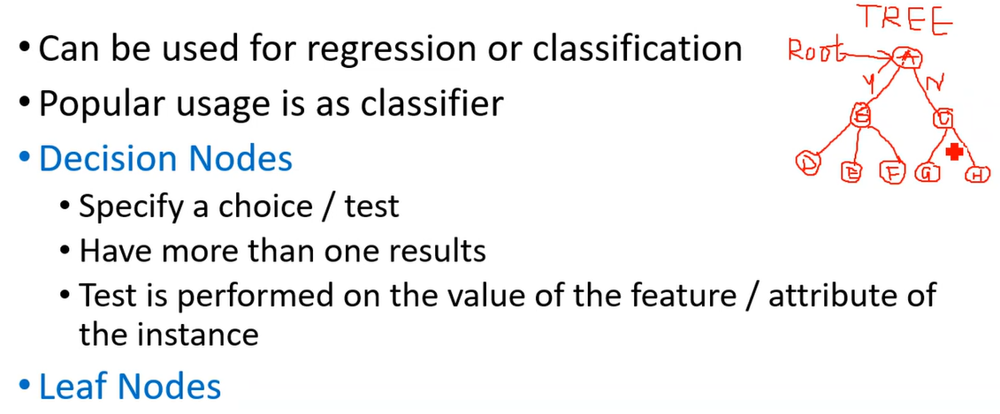 TREE
• Can be used for regression or classification
Root
A
Y N
• Popular usage is as classifier
B C
• Decision Nodes
D E F G H
• Specify a choice / test
• Have more than one results
• Test is performed on the value of the feature / attribute of
the instance
• Leaf Nodes